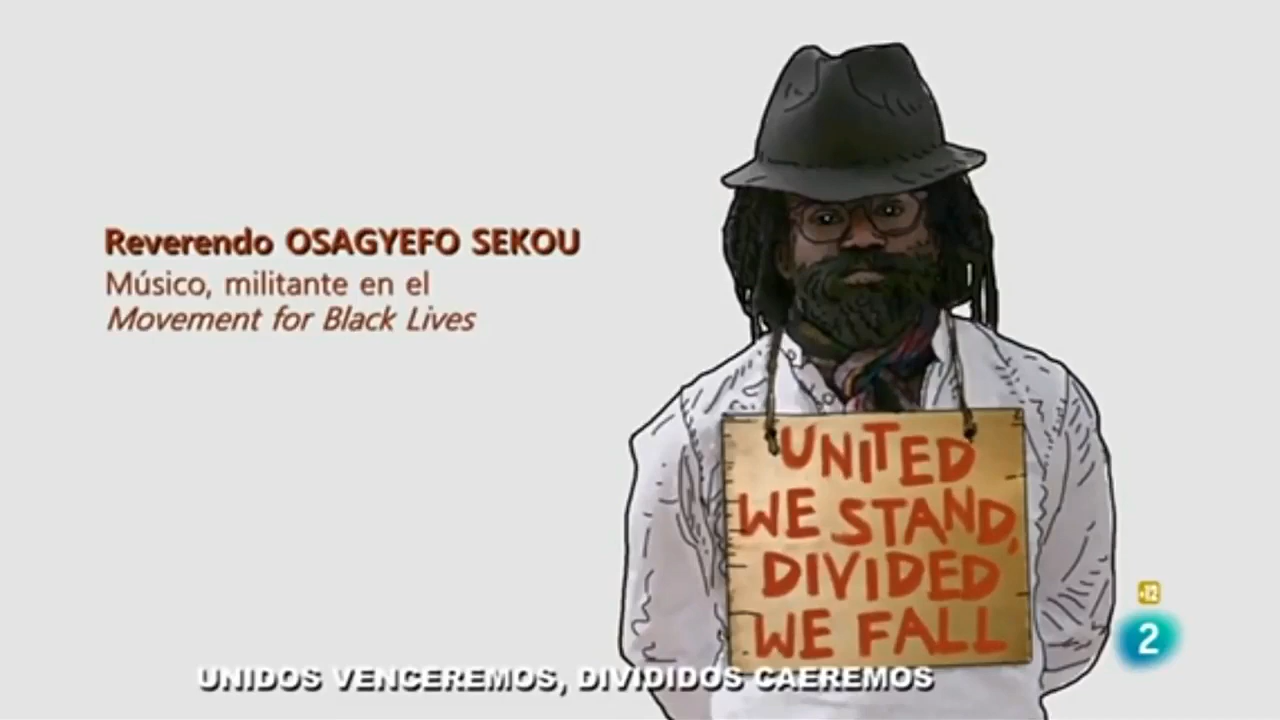 Reverendo OSAGYEFO SEKOU
Músico, militante en el
Movement for Black Lives
UNITED
WE STAND,
DIVIDED
WE FALL
+12
2
UNIDOS VENCEREMOS, DIVIDIDOS CAEREMOS